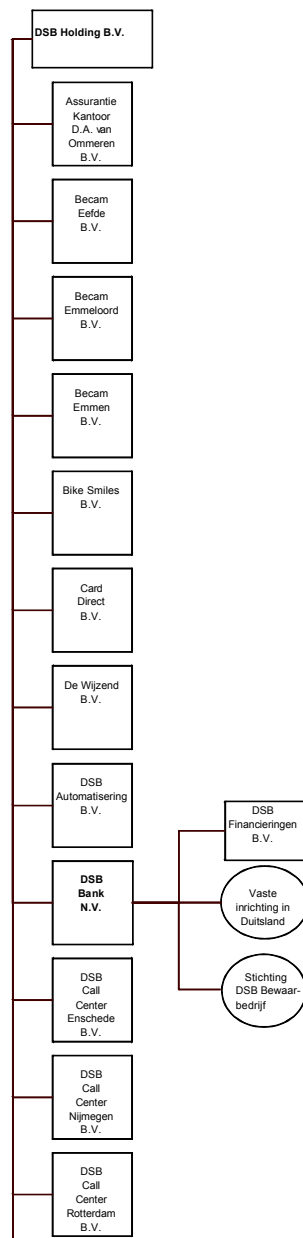 DSB Holding B.V.
Assurantie
Kantoor
D.A. van
Ommeren
B.V.
Becam
Eefde
B.V.
Becam
Emmeloord
B.V.
Becam
Emmen
B.V.
Bike Smiles
B.V.
Card
Direct
B.V.
De Wijzend
B.V.
DSB
Automatisering
B.V.
DSB
Financieringen
B.V.
DSB
Bank
N.V.
Vaste
inrichting in
Duitsland
Stichting
DSB Bewaar-
bedrijf
DSB
Call
Center
Enschede
B.V.
DSB
Call
Center
Nijmegen
B.V.
DSB
Call
Center
Rotterdam
B.V.